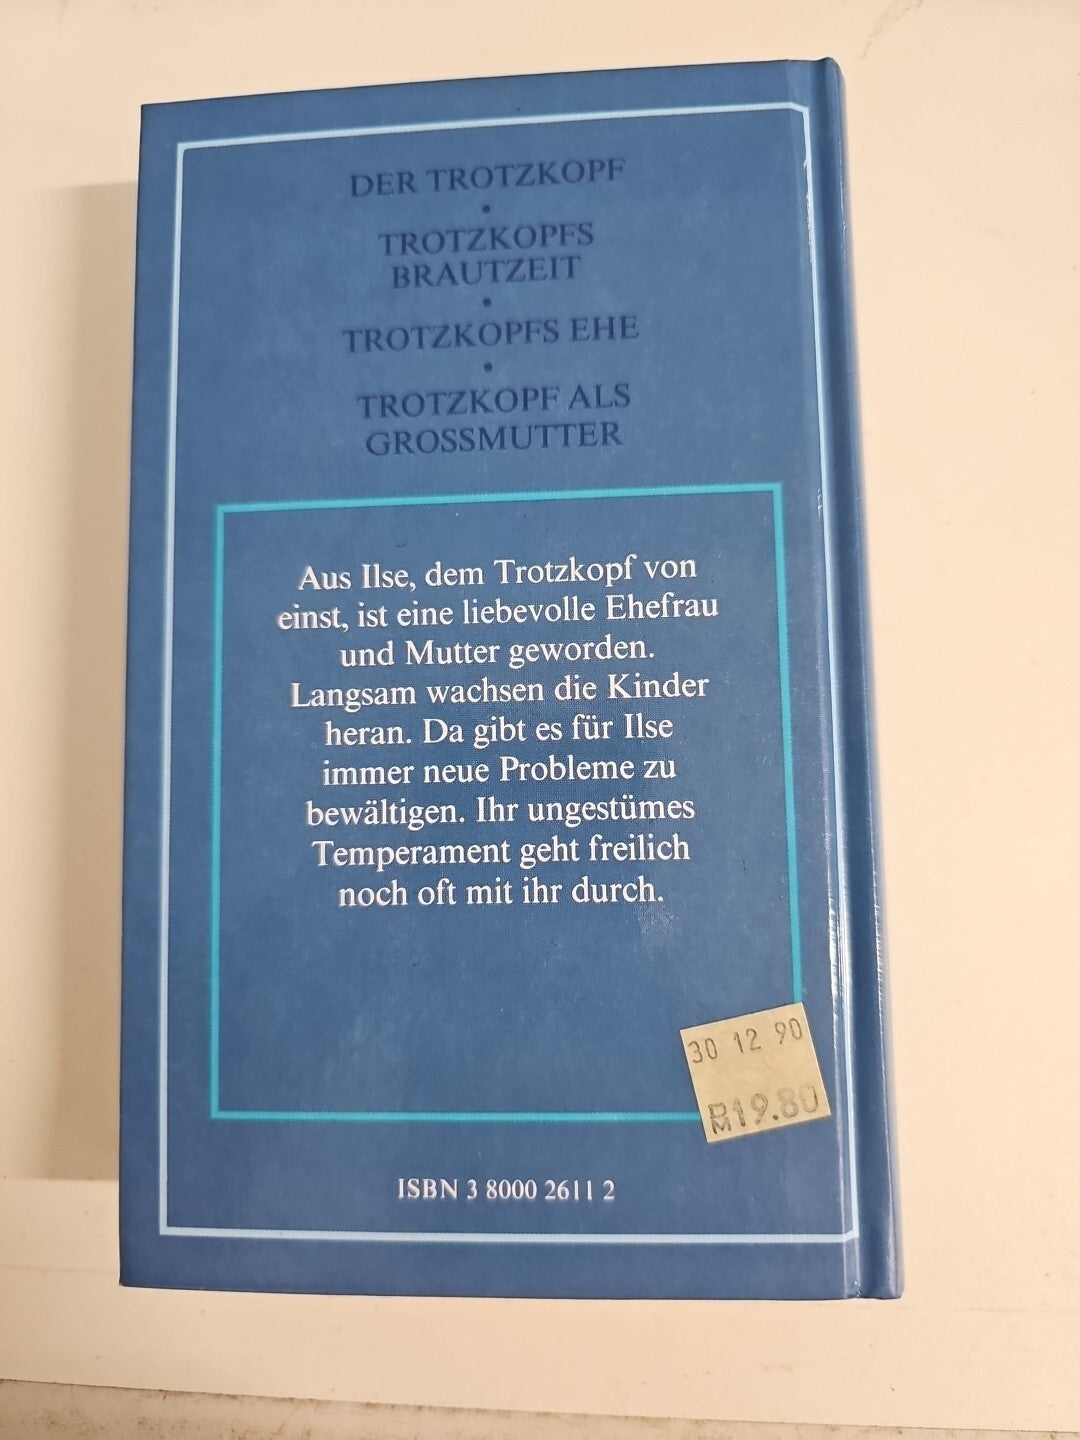 DER TROTZKOPF
•
TROTZKOPFS
BRAUTZEIT
•
TROTZKOPFS EHE
•
TROTZKOPF ALS
GROSSMUTTER
Aus Ilse, dem Trotzkopf von
einst, ist eine liebevolle Ehefrau
und Mutter geworden.
Langsam wachsen die Kinder
heran. Da gibt es für Ilse
immer neue Probleme zu
bewältigen. Ihr ungestümes
Temperament geht freilich
noch oft mit ihr durch.
30 12 90
DM19.80
ISBN 3 8000 2611 2